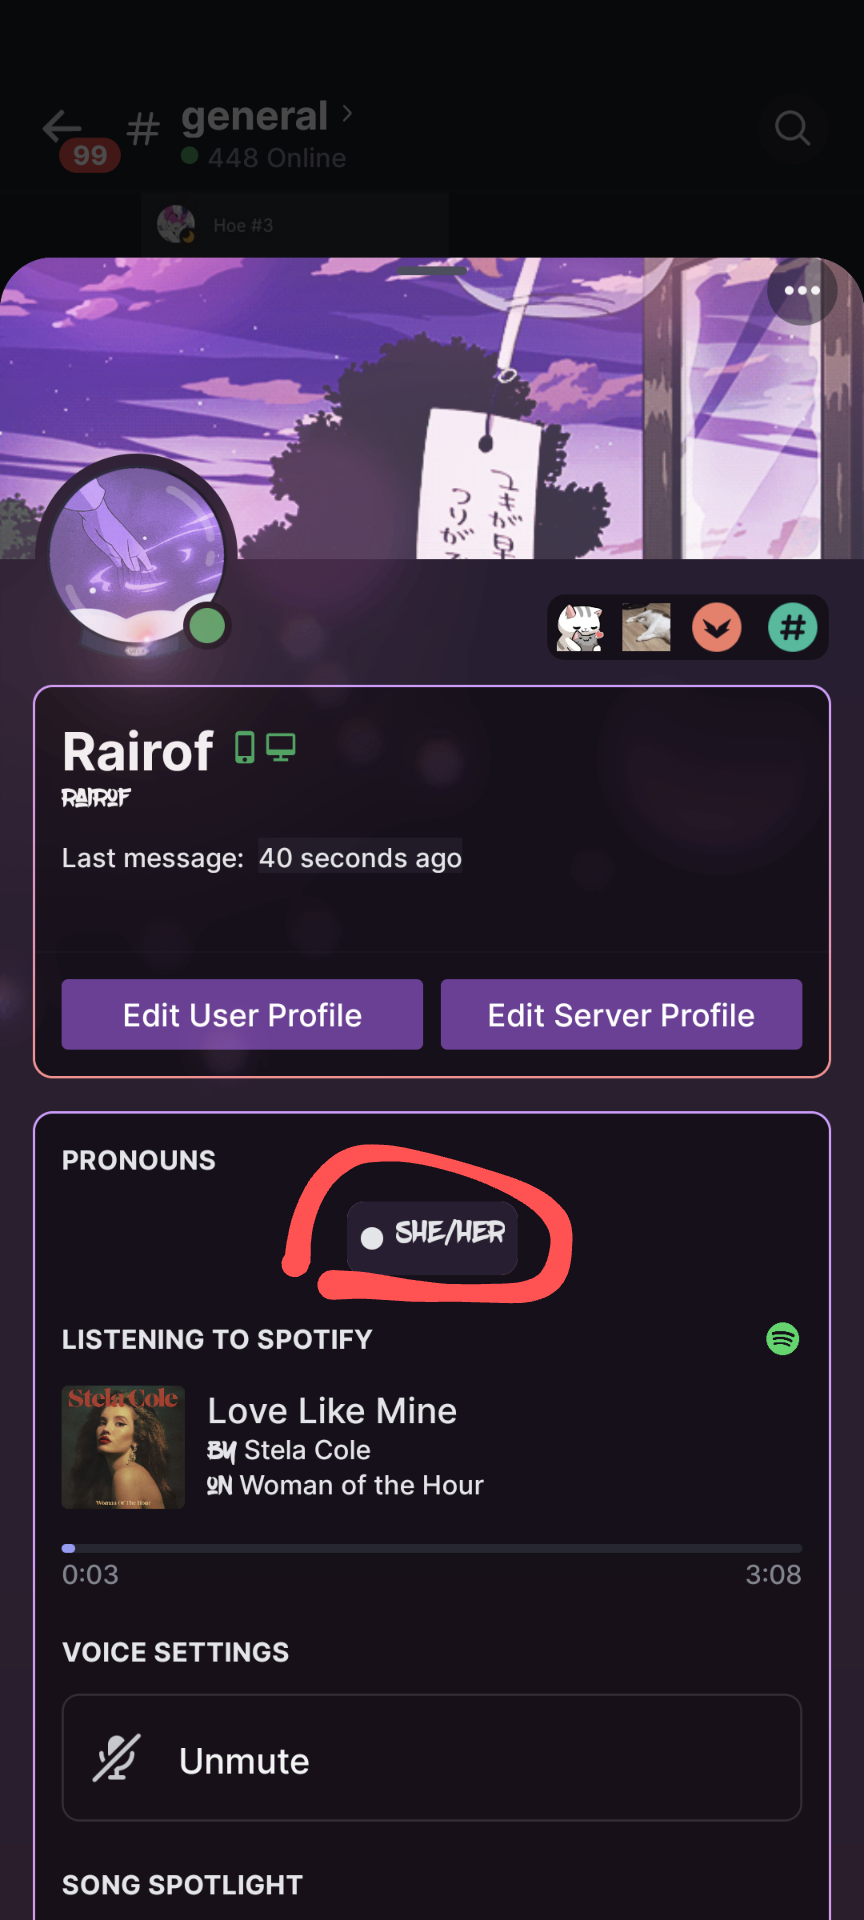 general
99
448 Online
Hoe #3
ユキが
つりが
Rairof
RAIROF
Last message: 40 seconds ago
Edit User Profile
Edit Server Profile
PRONOUNS
SHE/HER
LISTENING TO SPOTIFY
Stela Cole
Woman Of The Hour
Love Like Mine
BY Stela Cole
ON Woman of the Hour
0:03
3:08
VOICE SETTINGS
Unmute
SONG SPOTLIGHT